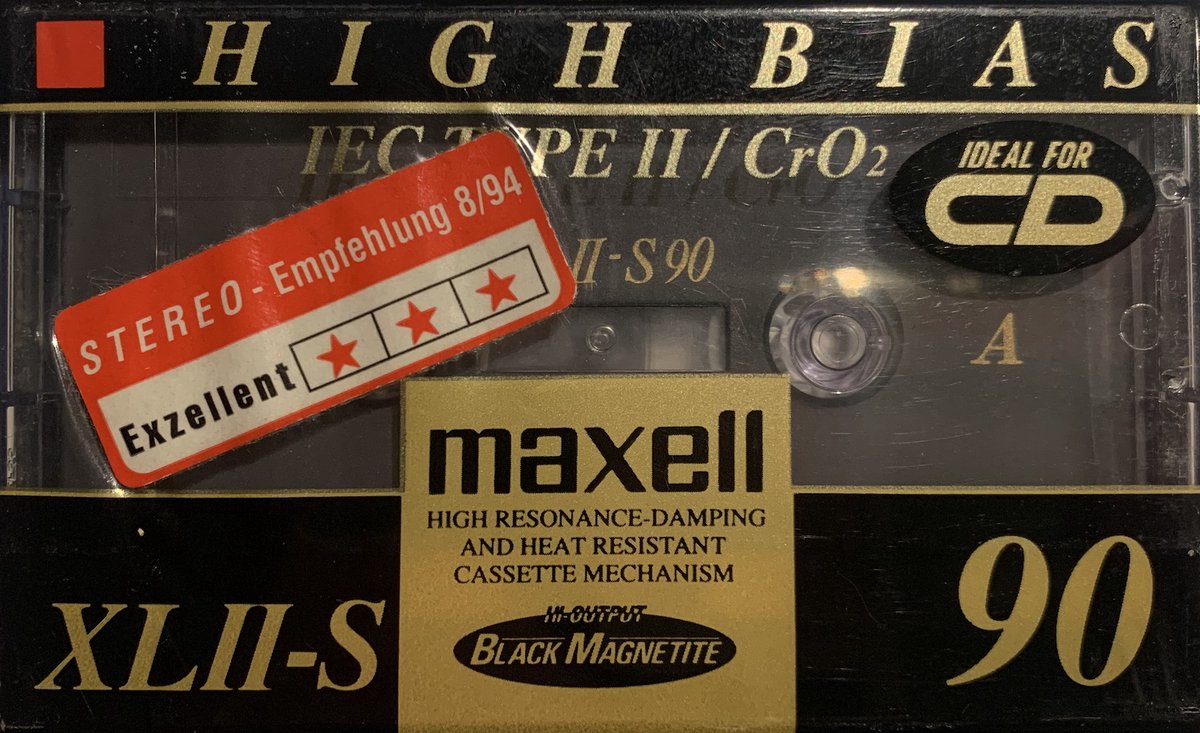 HIGH BIAS
IEC TYPE II / CrO2
IDEAL FOR
CD
STEREO - Empfehlung 8/94
Exzellent
II-S 90
A
maxell
HIGH RESONANCE-DAMPING
AND HEAT RESISTANT
CASSETTE MECHANISM
HI-OUTPUT
BLACK MAGNETITE
XLII-S
90